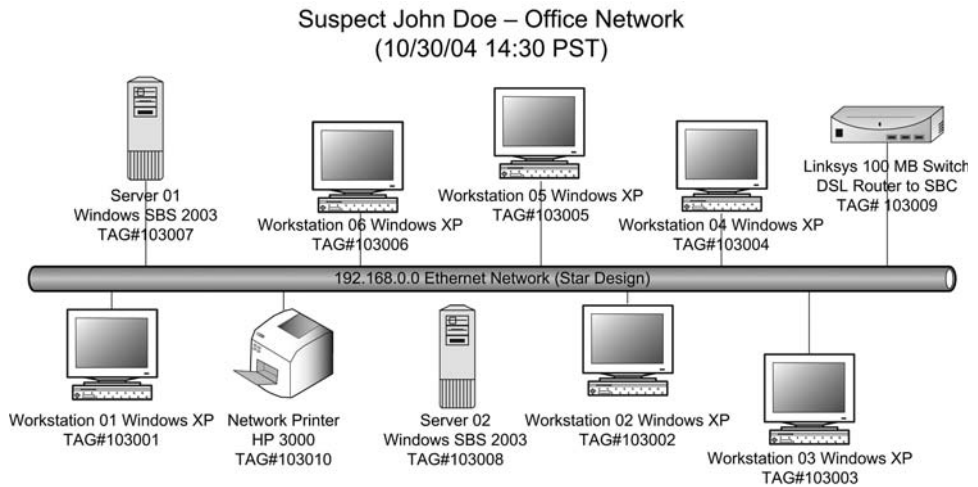 Suspect John Doe – Office Network
(10/30/04 14:30 PST)
Server 01
Windows SBS 2003
TAG#103007
Workstation 06 Windows XP
TAG#103006
Workstation 05 Windows XP
TAG#103005
Workstation 04 Windows XP
TAG#103004
Linksys 100 MB Switch
DSL Router to SBC
TAG# 103009
192.168.0.0 Ethernet Network (Star Design)
Workstation 01 Windows XP
TAG#103001
Network Printer
HP 3000
TAG#103010
Server 02
Windows SBS 2003
TAG#103008
Workstation 02 Windows XP
TAG#103002
Workstation 03 Windows XP
TAG#103003